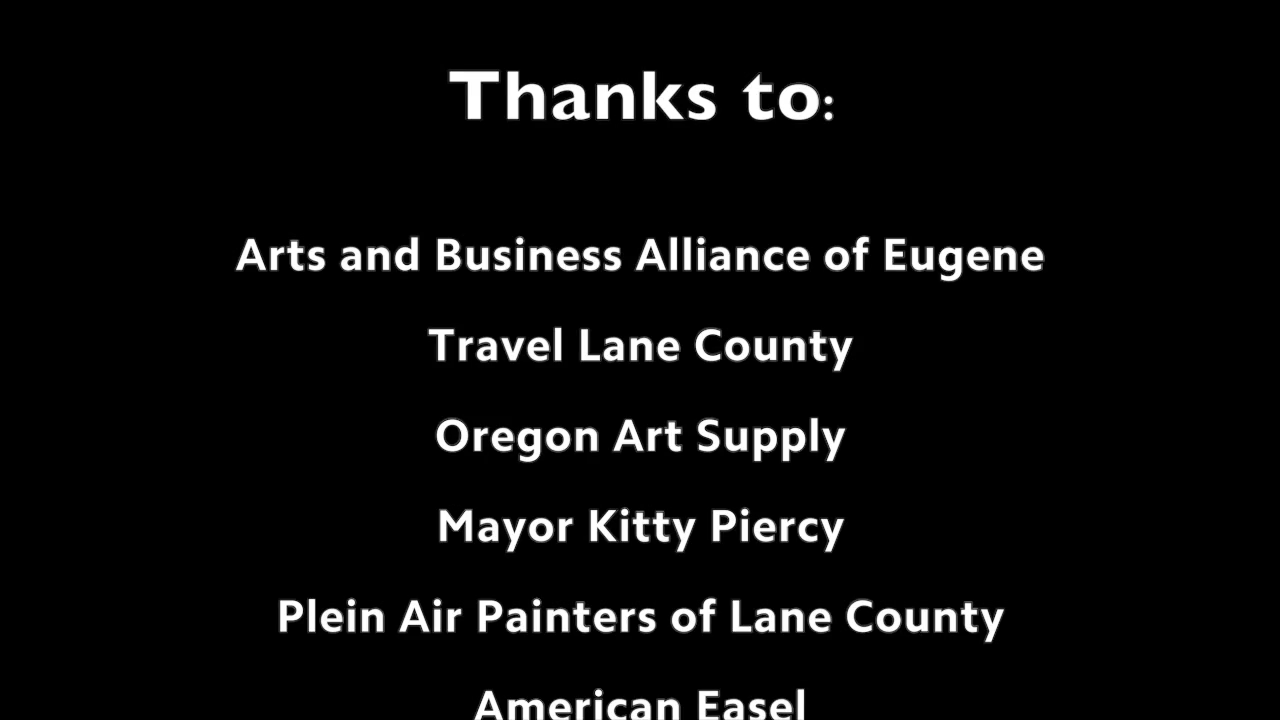 Thanks to:
Arts and Business Alliance of Eugene
Travel Lane County
Oregon Art Supply
Mayor Kitty Piercy
Plein Air Painters of Lane County
American Easel